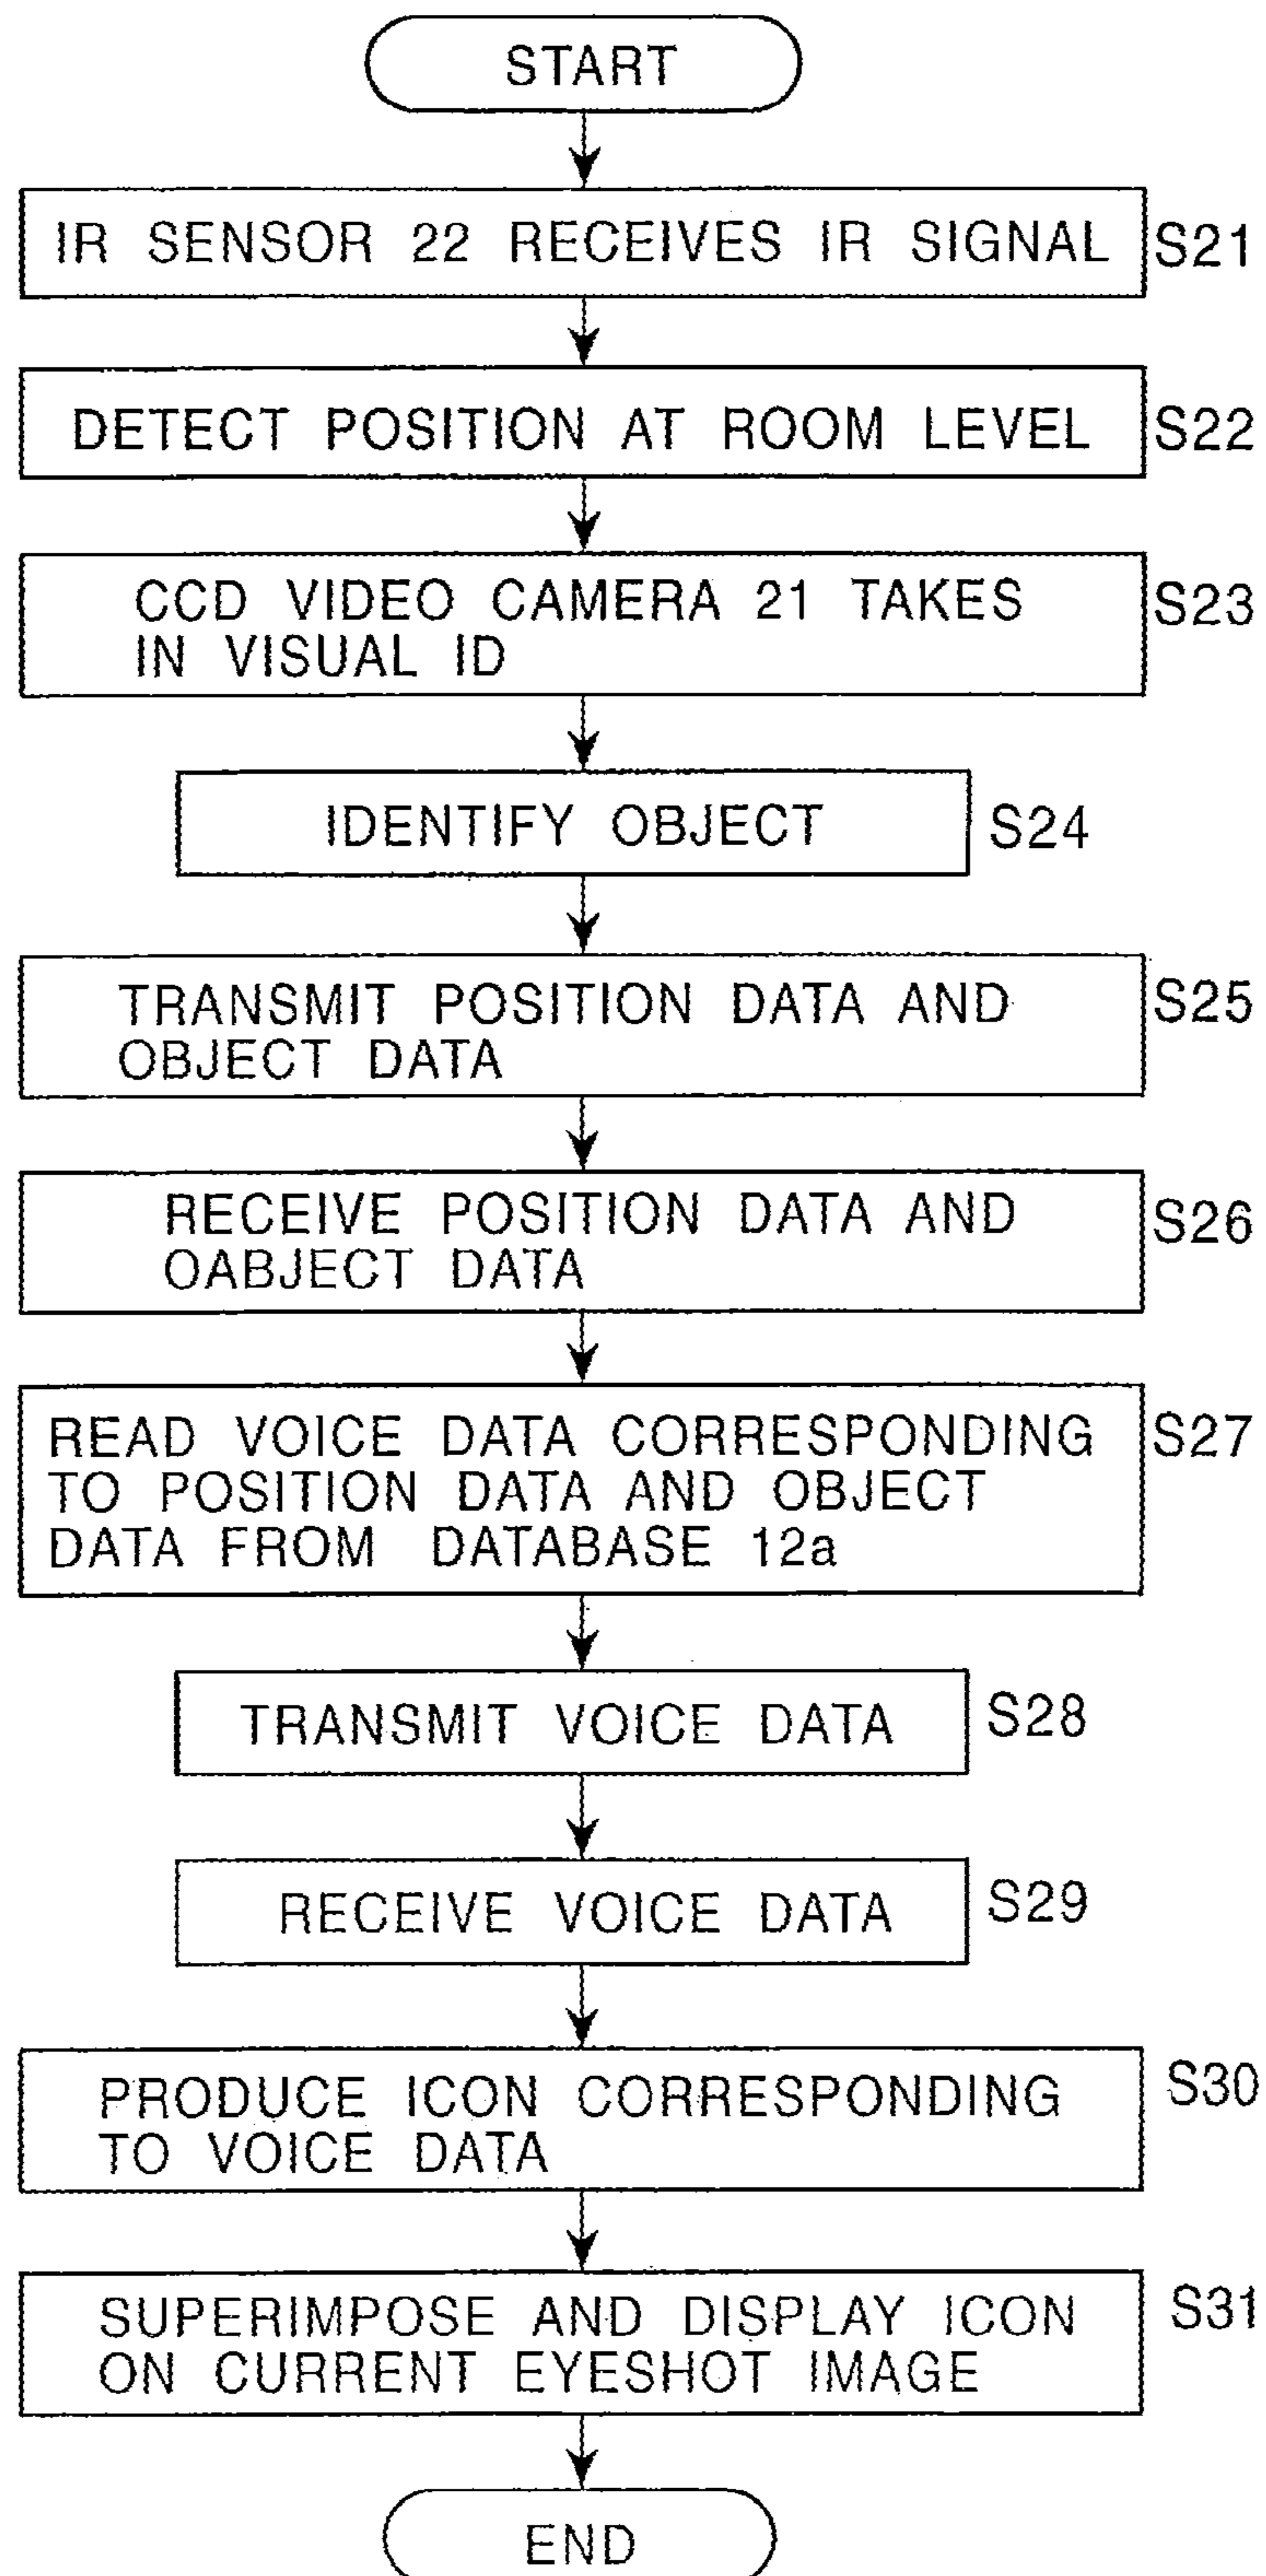 START
IR SENSOR 22 RECEIVES IR SIGNAL S21
DETECT POSITION AT ROOM LEVEL S22
CCD VIDEO CAMERA 21 TAKES S23
IN VISUAL ID
IDENTIFY OBJECT S24
TRANSMIT POSITION DATA AND S25
OBJECT DATA
RECEIVE POSITION DATA AND S26
OABJECT DATA
READ VOICE DATA CORRESPONDING S27
TO POSITION DATA AND OBJECT
DATA FROM DATABASE 12a
TRANSMIT VOICE DATA S28
RECEIVE VOICE DATA S29
PRODUCE ICON CORRESPONDING S30
TO VOICE DATA
SUPERIMPOSE AND DISPLAY ICON S31
ON CURRENT EYESHOT IMAGE
END